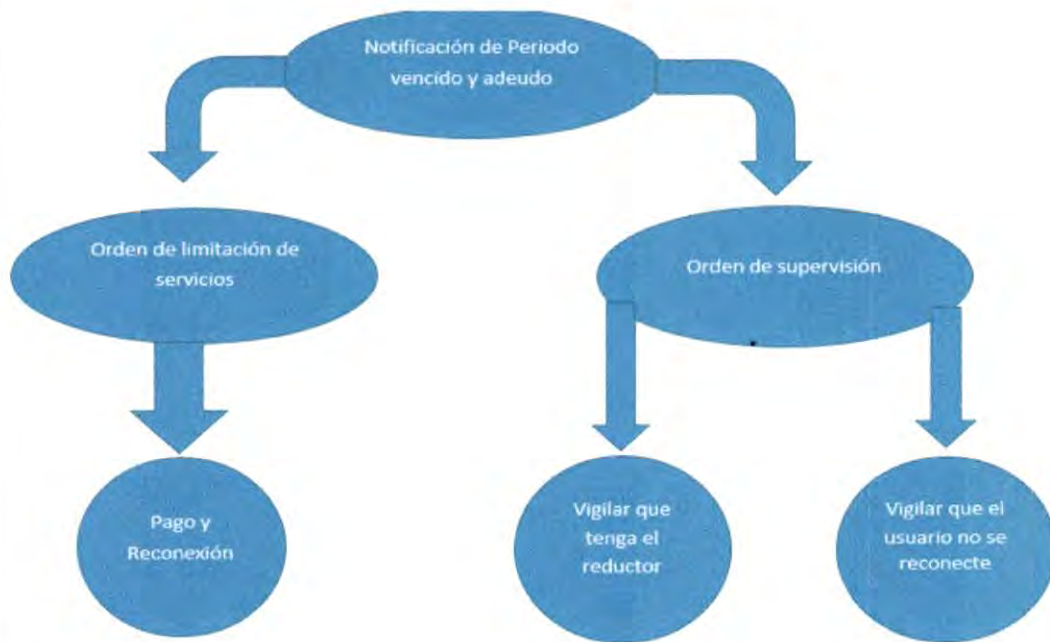 Notificación de Periodo
vencido y adeudo
Orden de limitación de
servicios
Orden de supervisión
Pago y
Reconexión
Vigilar que
tenga el
reductor
Vigilar que el
usuario no se
reconecte